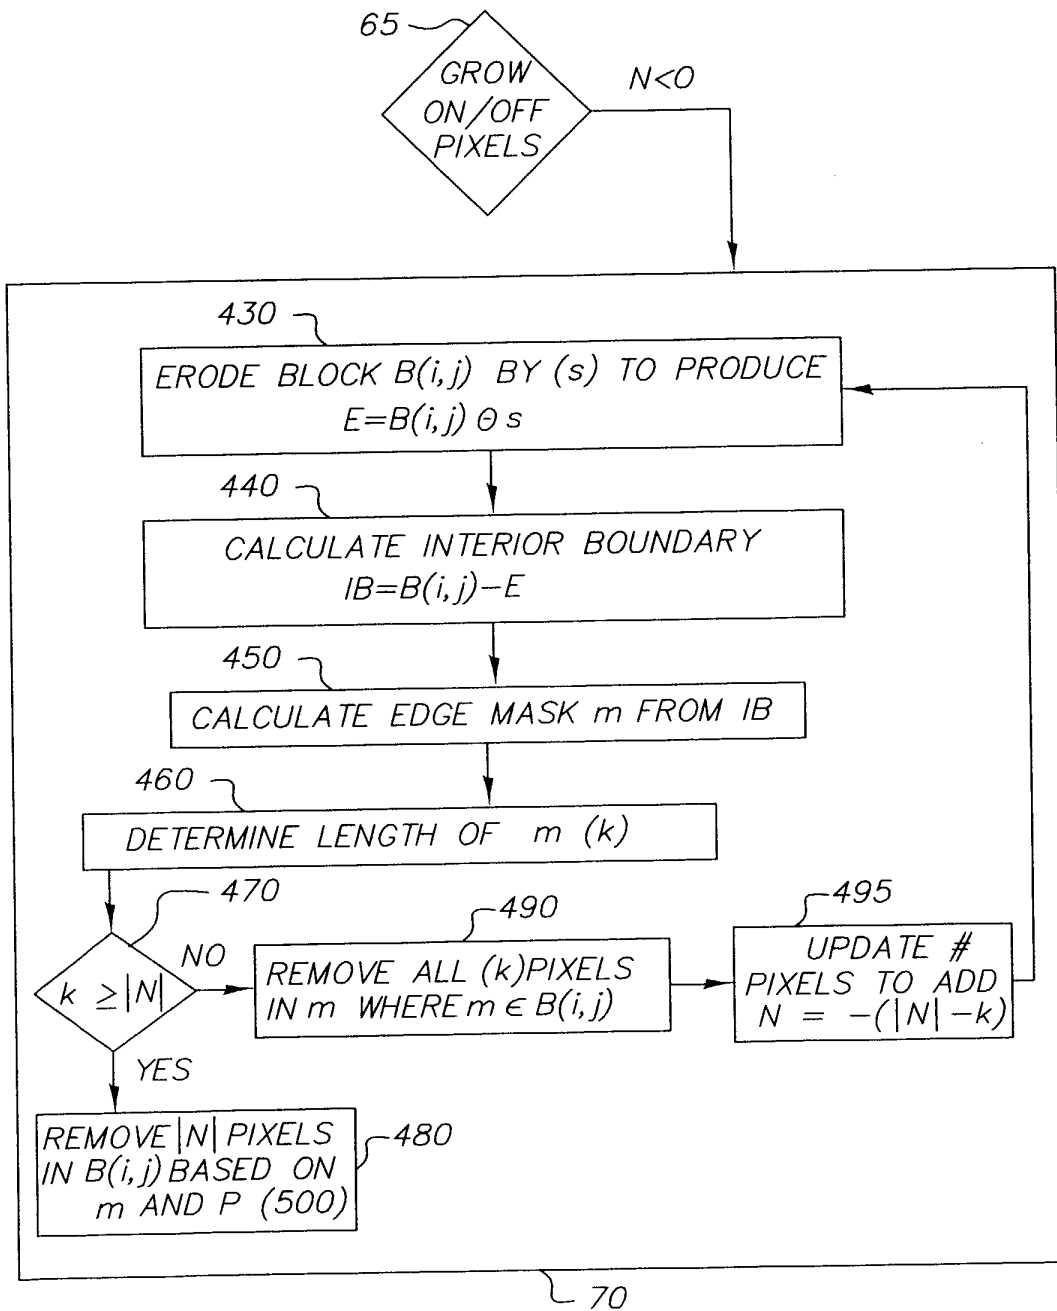 65
GROW
ON/OFF
PIXELS
N<0
430
ERODE BLOCK B(i,j) BY (s) TO PRODUCE
E=B(i,j) ⊖ s
440
CALCULATE INTERIOR BOUNDARY
IB=B(i,j)−E
450
CALCULATE EDGE MASK m FROM IB
460
DETERMINE LENGTH OF m (k)
470
k ≥|N|
NO
YES
490
REMOVE ALL (k)PIXELS
IN m WHERE m ∈ B(i,j)
495
UPDATE #
PIXELS TO ADD
N = −(|N| −k)
REMOVE |N| PIXELS
IN B(i,j) BASED ON
m AND P (500)
480
70